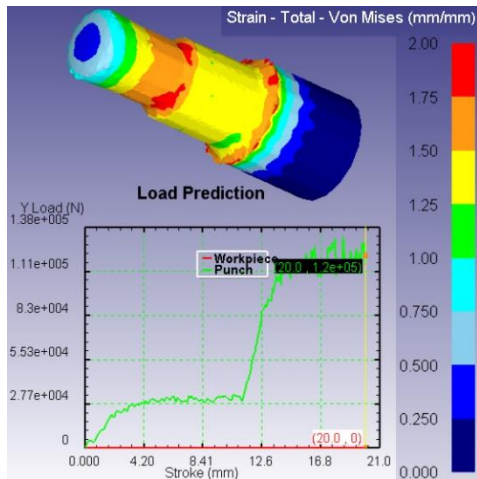 Strain - Total - Von Mises (mm/mm)
2.00
1.75
1.50
1.25
1.00
0.750
0.500
0.250
0.000
Load Prediction
Y Load (N)
1.38e+005
1.11e+005
8.3e+004
5.53e+004
2.77e+004
0
Workpiece
Punch
(20.0 , 1.2e+05)
(20.0 , 0)
0.000 4.20 8.41 12.6 16.8 21.0
Stroke (mm)